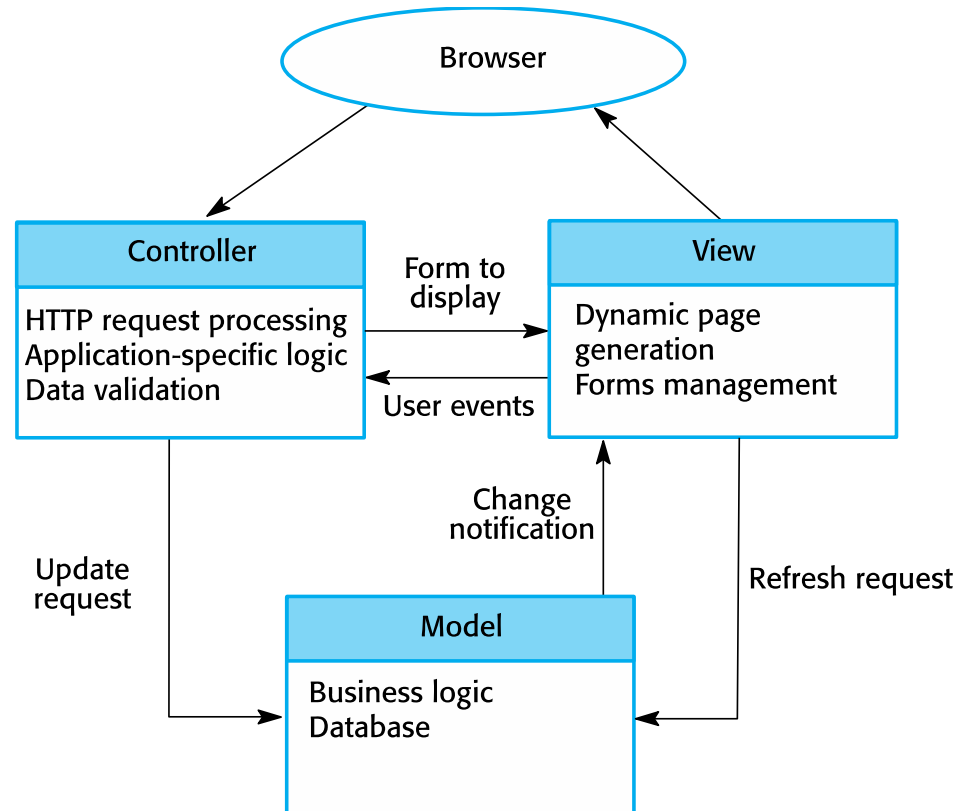 Browser
Controller
HTTP request processing
Application-specific logic
Data validation
Form to
display
User events
View
Dynamic page
generation
Forms management
Update
request
Change
notification
Refresh request
Model
Business logic
Database